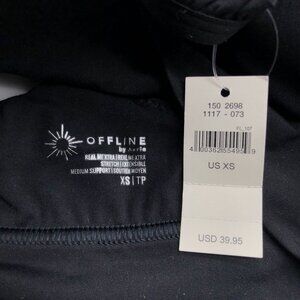 OFFLINE
by Aerie
REAL ME XTRA | REAL ME XTRA
STRETCH | EXTENSIBLE
MEDIUM SUPPORT | SOUTIEN MOYEN
XS | TP
150 2698
1117 - 073
US XS
USD 39.95